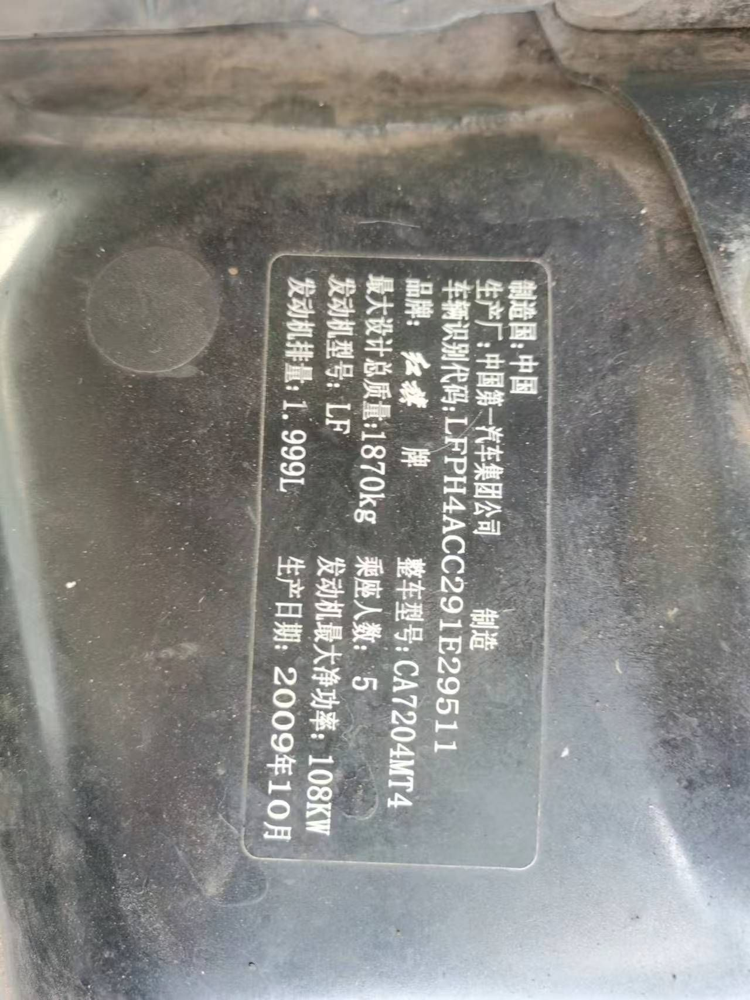 制造国:中国
生产厂:中国第一汽车集团公司 制造
车辆识别代码:LFPH4ACC291E29511
品牌: 红旗 牌 整车型号:CA7204MT4
最大设计总质量:1870kg 乘座人数: 5
发动机型号: LF 发动机最大净功率: 108KW
发动机排量:1.999L 生产日期: 2009年10月